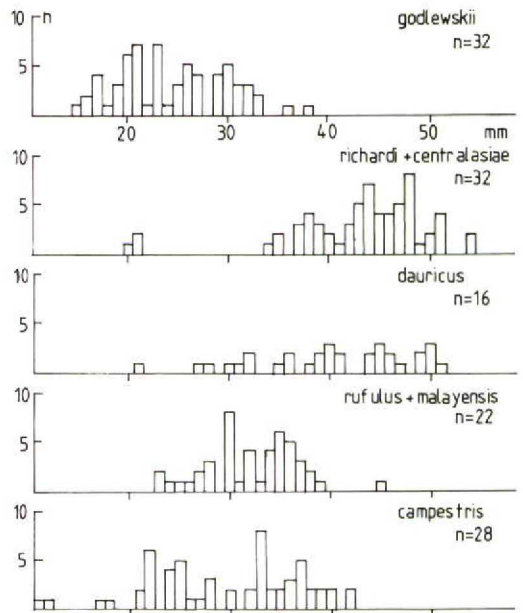 10 n godlewskii
n=32
5
20 30 40 50 mm
10 richardi + centralasiae
n=32
5
10 dauricus
n=16
5
10 rufulus + malayensis
n=22
5
10 campestris
n=28
5